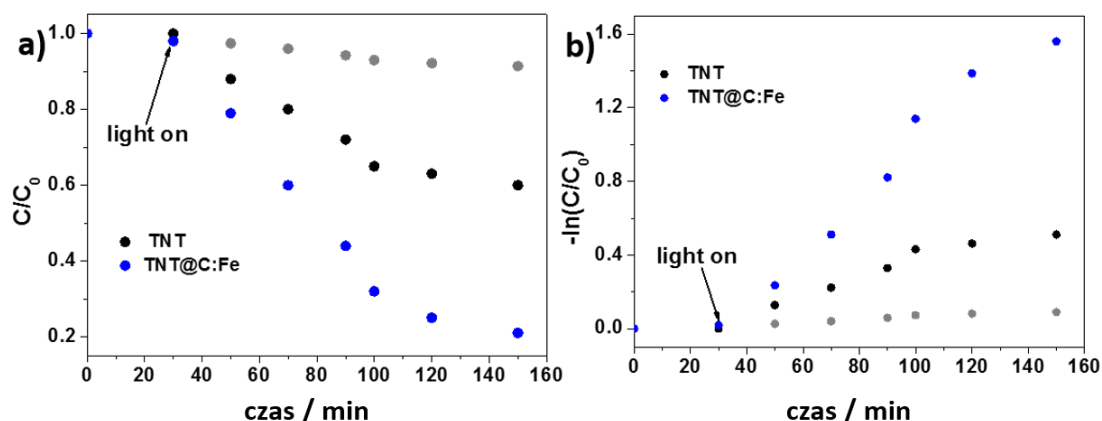 a)
1.0
0.8
0.6
0.4
0.2
C/C₀
light on
TNT
TNT@C:Fe
0 20 40 60 80 100 120 140 160
czas / min
b)
1.6
1.2
0.8
0.4
0.0
-ln(C/C₀)
TNT
TNT@C:Fe
light on
0 20 40 60 80 100 120 140 160
czas / min